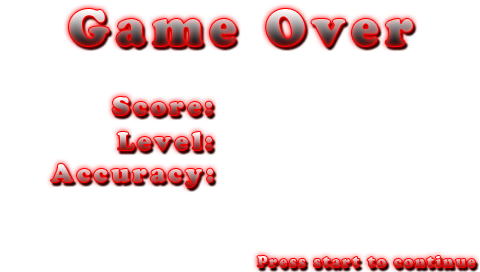 Game Over
Score:
Level:
Accuracy:
Press start to continue